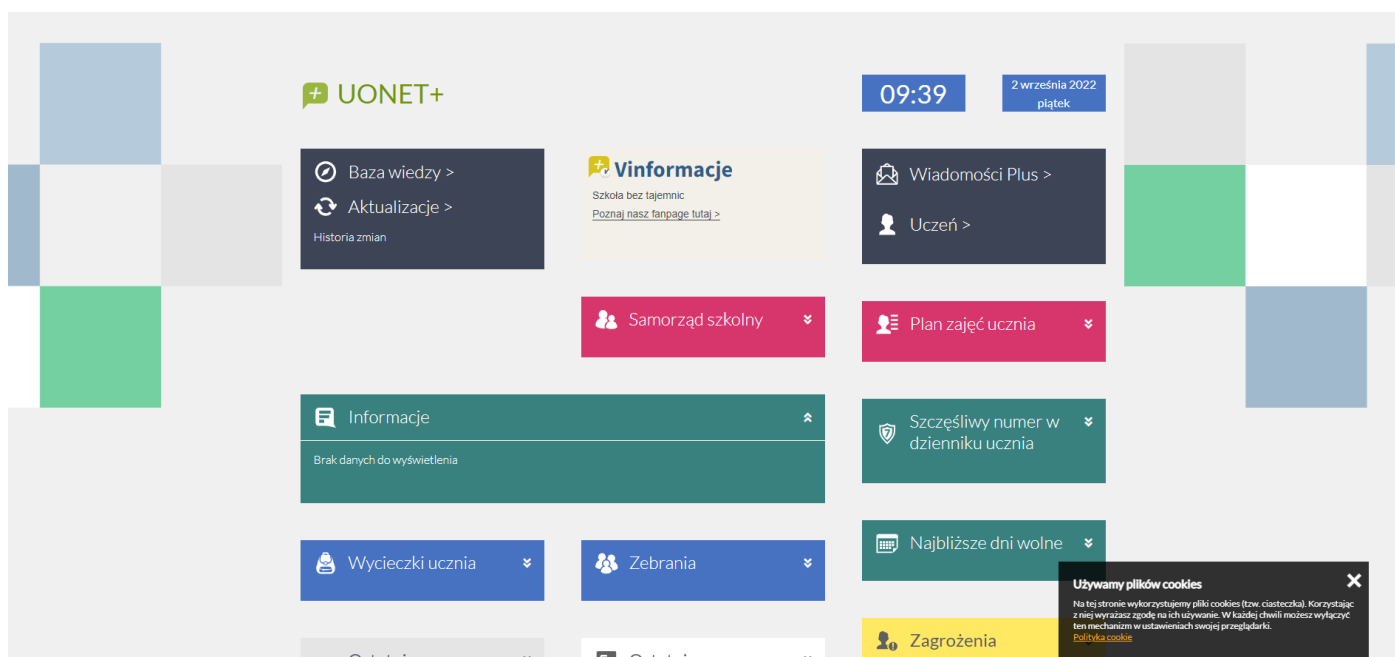 UONET+
09:39
2 września 2022
piątek
Baza wiedzy >
Aktualizacje >
Historia zmian
Vinformacje
Szkoła bez tajemnic
Poznaj nasz fanpage tutaj >
Wiadomości Plus >
Uczeń >
Samorząd szkolny
Plan zajęć ucznia
Informacje
Brak danych do wyświetlenia
Szczęśliwy numer w
dzienniku ucznia
Wycieczki ucznia
Zebrania
Najbliższe dni wolne
Zagrożenia
Używamy plików cookies
Na tej stronie wykorzystujemy pliki cookies (tzw. ciasteczka). Korzystając
z niej wyrażasz zgodę na ich używanie. W każdej chwili możesz wyłączyć
ten mechanizm w ustawieniach swojej przeglądarki.
Polityka cookie